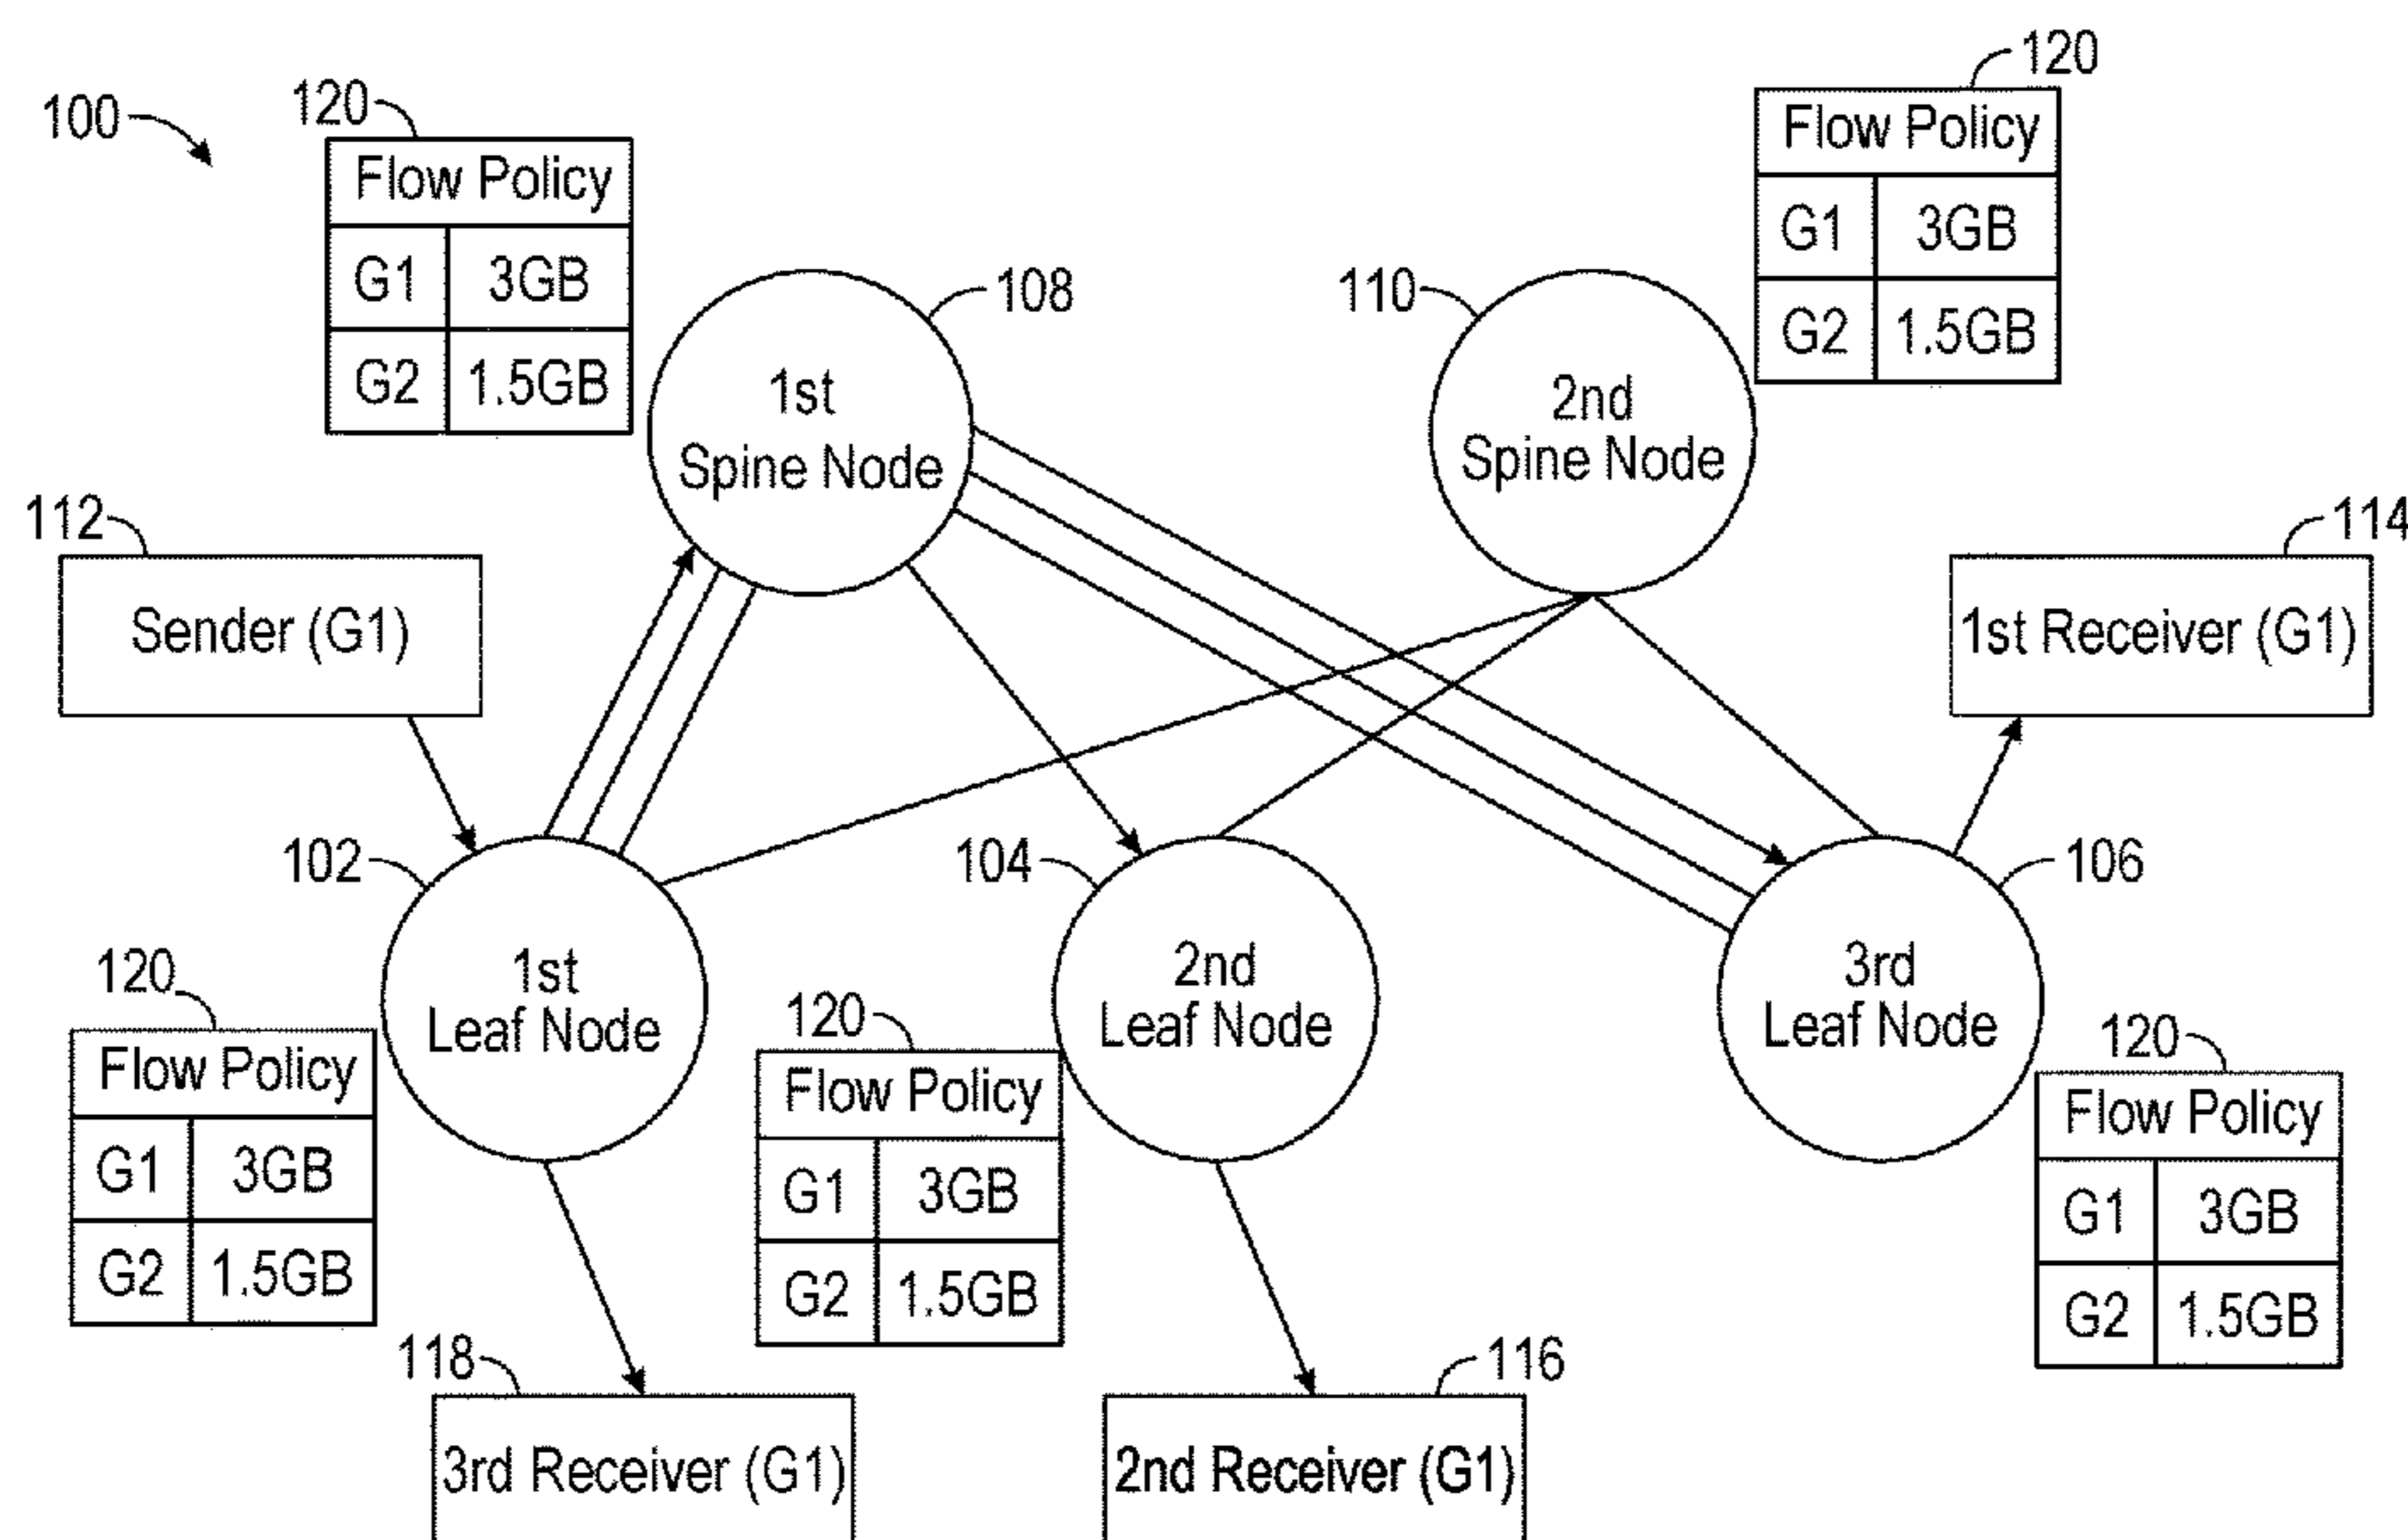 100
120
Flow Policy
G1 3GB
G2 1.5GB
108
1st
Spine Node
110
2nd
Spine Node
120
Flow Policy
G1 3GB
G2 1.5GB
112
Sender (G1)
114
1st Receiver (G1)
102
1st
Leaf Node
104
2nd
Leaf Node
106
3rd
Leaf Node
120
Flow Policy
G1 3GB
G2 1.5GB
120
Flow Policy
G1 3GB
G2 1.5GB
120
Flow Policy
G1 3GB
G2 1.5GB
118
3rd Receiver (G1)
116
2nd Receiver (G1)